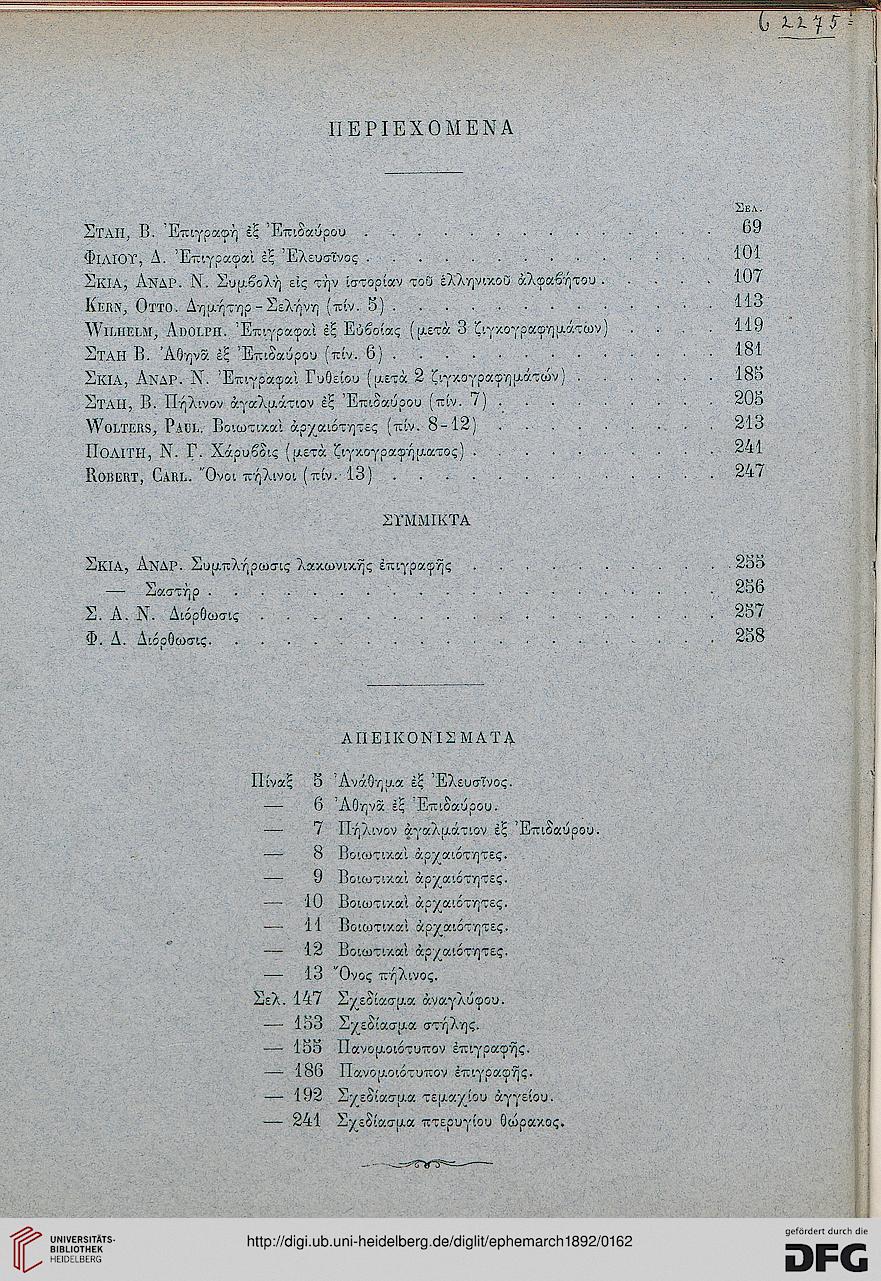 6 2275
ΠΕΡΙΕΧΟΜΕΝΑ
Σελ.
Σταη, Β. Ἐπιγραφὴ ἐξ Ἐπιδαύρου . . . . . . . . . . . . . . 69
Φιλιου, Δ. Ἐπιγραφαὶ ἐξ Ἐλευσῖνος . . . . . . . . . . . . . . 101
Σκια, Ανδρ. Ν. Συμβολὴ εἰς τὴν ἱστορίαν τοῦ ἑλληνικοῦ ἀλφαβήτου . . . . . 107
Kern, Otto. Δημήτηρ - Σελήνη (πίν. 5) . . . . . . . . . . . . . 113
Wilhelm, Adolph. Ἐπιγραφαὶ ἐξ Εὐβοίας (μετὰ 3 ζιγκογραφημάτων) . . . . 119
Σταη Β. Ἀθηνᾶ ἐξ Ἐπιδαύρου (πίν. 6) . . . . . . . . . . . . . 181
Σκια, Ανδρ. Ν. Ἐπιγραφαὶ Γυθείου (μετὰ 2 ζιγκογραφημάτών) . . . . . . 185
Σταη, Β. Πήλινον ἀγαλμάτιον ἐξ Ἐπιδαύρου (πίν. 7) . . . . . . . . . 205
Wolters, Paul. Βοιωτικαὶ ἀρχαιότητες (πίν. 8-12) . . . . . . . . . 213
Πολιτη, Ν. Γ. Χάρυβδις (μετὰ ζιγκογραφήματος) . . . . . . . . . . 241
Robert, Carl. Ὄνοι πήλινοι (πίν. 13) . . . . . . . . . . . . . 247
ΣΥΜΜΙΚΤΑ
Σκια, Ανδρ. Συμπλήρωσις λακωνικῆς ἐπιγραφῆς . . . . . . . . . . 255
— Σαστὴρ . . . . . . . . . . . . . . . . . . . . 256
Σ. Α. Ν. Διόρθωσις . . . . . . . . . . . . . . . . . . 257
Φ. Δ. Διόρθωσις. . . . . . . . . . . . . . . . . . . . 258
ΑΠΕΙΚΟΝΙΣΜΑΤΑ
Πίναξ 5 Ἀνάθημα ἐξ Ἐλευσῖνος.
— 6 Ἀθηνᾶ ἐξ Ἐπιδαύρου.
— 7 Πήλινον ἀγαλμάτιον ἐξ Ἐπιδαύρου.
— 8 Βοιωτικαὶ ἀρχαιότητες.
— 9 Βοιωτικαὶ ἀρχαιότητες.
— 10 Βοιωτικαὶ ἀρχαιότητες.
— 11 Βοιωτικαὶ ἀρχαιότητες.
— 12 Βοιωτικαὶ ἀρχαιότητες.
— 13 Ὄνος πήλινος.
Σελ. 147 Σχεδίασμα ἀναγλύφου.
— 153 Σχεδίασμα στήλης.
— 155 Πανομοιότυπον ἐπιγραφῆς.
— 186 Πανομοιότυπον ἐπιγραφῆς.
— 192 Σχεδίασμα τεμαχίου ἀγγείου.
— 241 Σχεδίασμα πτερυγίου θώρακος.
UNIVERSITÄTS-
BIBLIOTHEK
HEIDELBERG
http://digi.ub.uni-heidelberg.de/diglit/ephemarch1892/0162
gefördert durch die
DFG